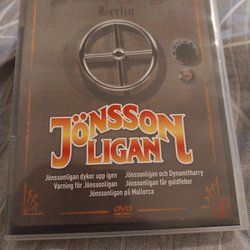 Berlin
JÖNSSON
LIGAN
Jönssonligan dyker upp igen Jönssonligan och Dynamitharry
Varning för Jönssonligan Jönssonligan får guldfeber
Jönssonligan på Mallorca
DVD